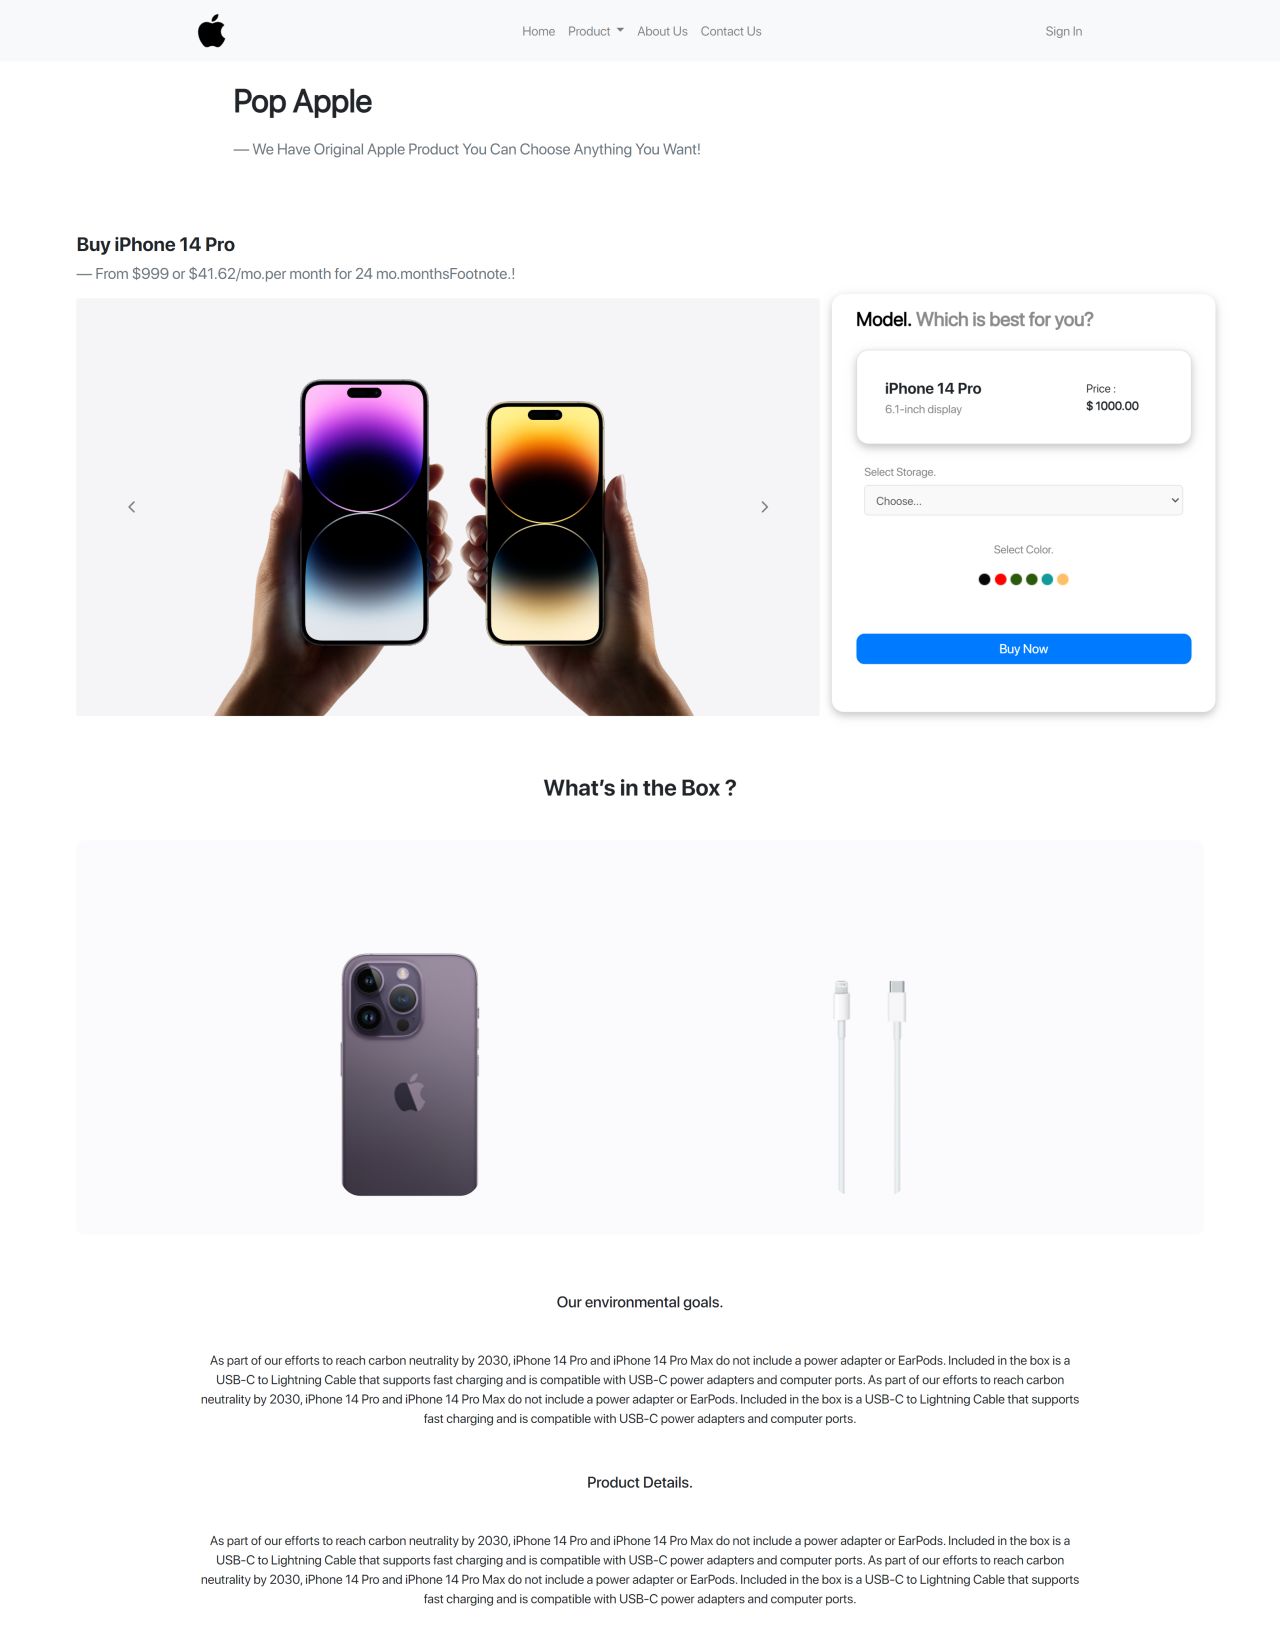 Home Product About Us Contact Us Sign In
Pop Apple
— We Have Original Apple Product You Can Choose Anything You Want!
Buy iPhone 14 Pro
— From $999 or $41.62/mo.per month for 24 mo.monthsFootnote.!
Model. Which is best for you?
iPhone 14 Pro
6.1-inch display
Price :
$ 1000.00
Select Storage.
Choose...
Select Color.
Buy Now
What's in the Box ?
Our environmental goals.
As part of our efforts to reach carbon neutrality by 2030, iPhone 14 Pro and iPhone 14 Pro Max do not include a power adapter or EarPods. Included in the box is a
USB-C to Lightning Cable that supports fast charging and is compatible with USB-C power adapters and computer ports. As part of our efforts to reach carbon
neutrality by 2030, iPhone 14 Pro and iPhone 14 Pro Max do not include a power adapter or EarPods. Included in the box is a USB-C to Lightning Cable that supports
fast charging and is compatible with USB-C power adapters and computer ports.
Product Details.
As part of our efforts to reach carbon neutrality by 2030, iPhone 14 Pro and iPhone 14 Pro Max do not include a power adapter or EarPods. Included in the box is a
USB-C to Lightning Cable that supports fast charging and is compatible with USB-C power adapters and computer ports. As part of our efforts to reach carbon
neutrality by 2030, iPhone 14 Pro and iPhone 14 Pro Max do not include a power adapter or EarPods. Included in the box is a USB-C to Lightning Cable that supports
fast charging and is compatible with USB-C power adapters and computer ports.